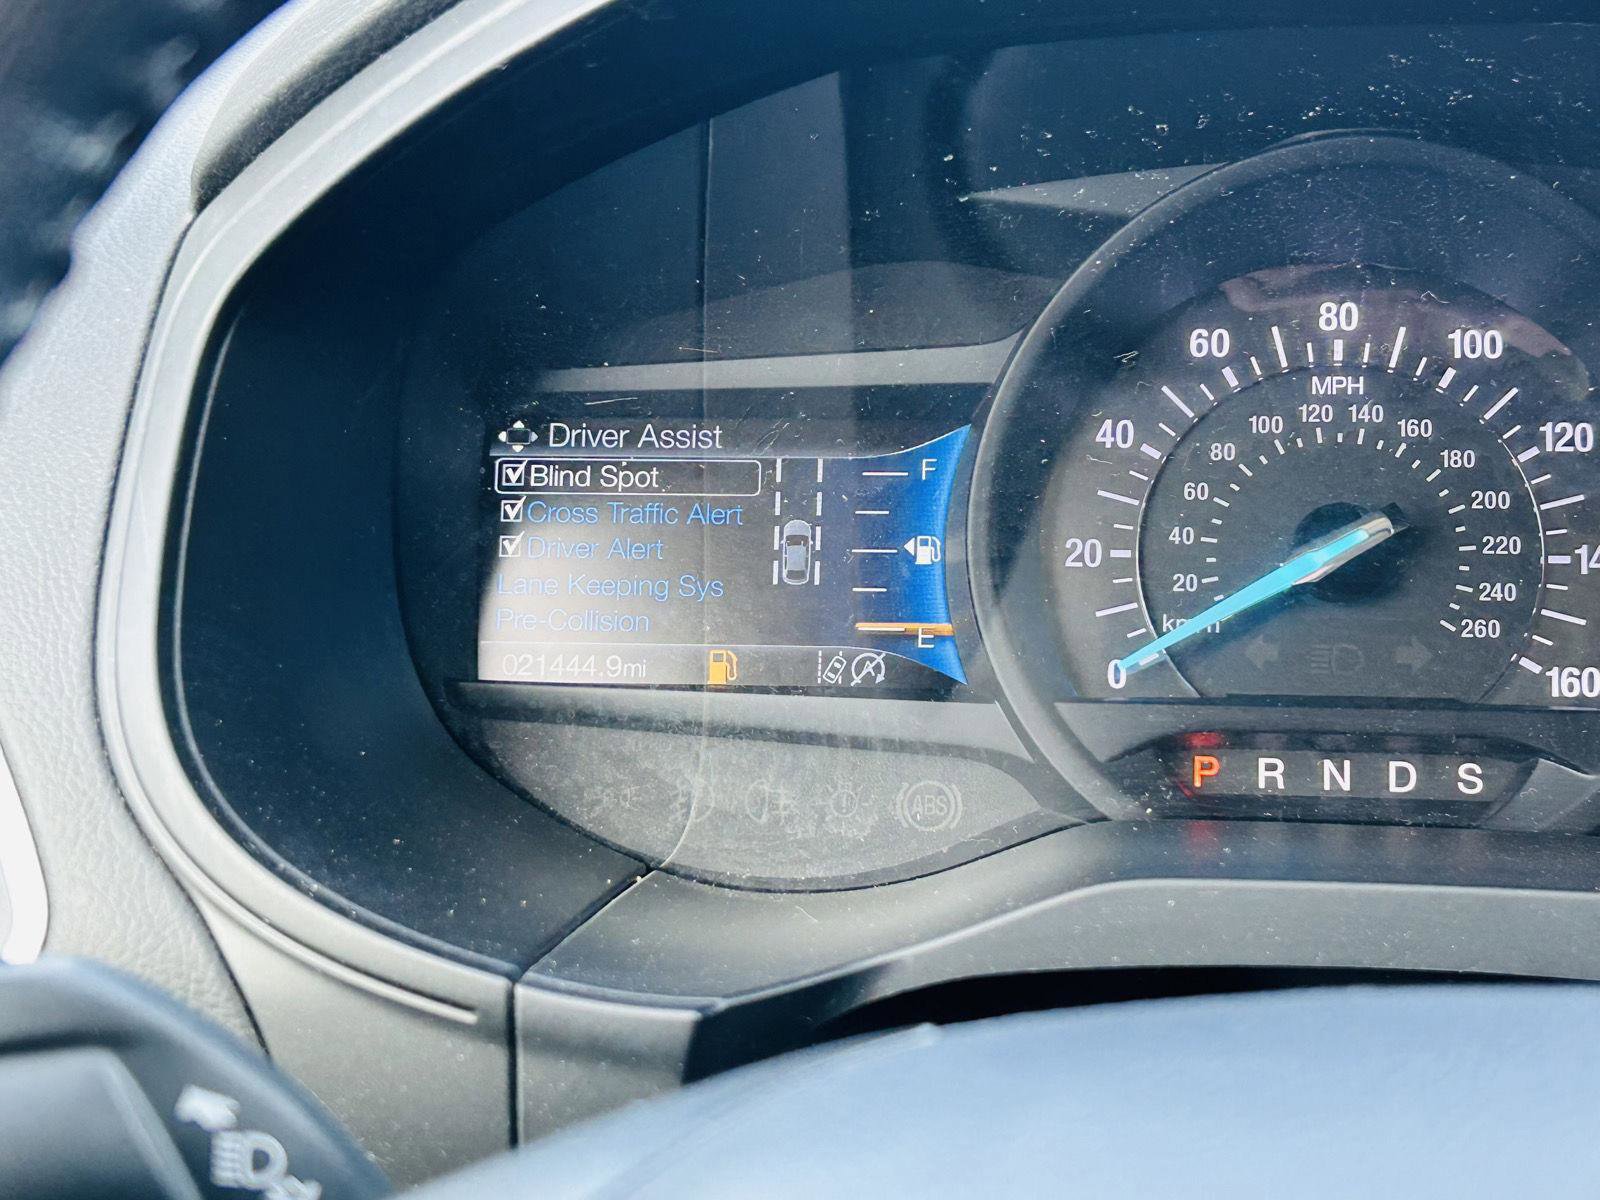 Driver Assist
Blind Spot
Cross Traffic Alert
Driver Alert
Lane Keeping Sys
Pre-Collision
021444.9mi
F
E
A
0
20
40
60
80
100
120
160
MPH
20
40
60
80
100
120
140
160
180
200
220
240
260
km/h
P R N D S
ABS